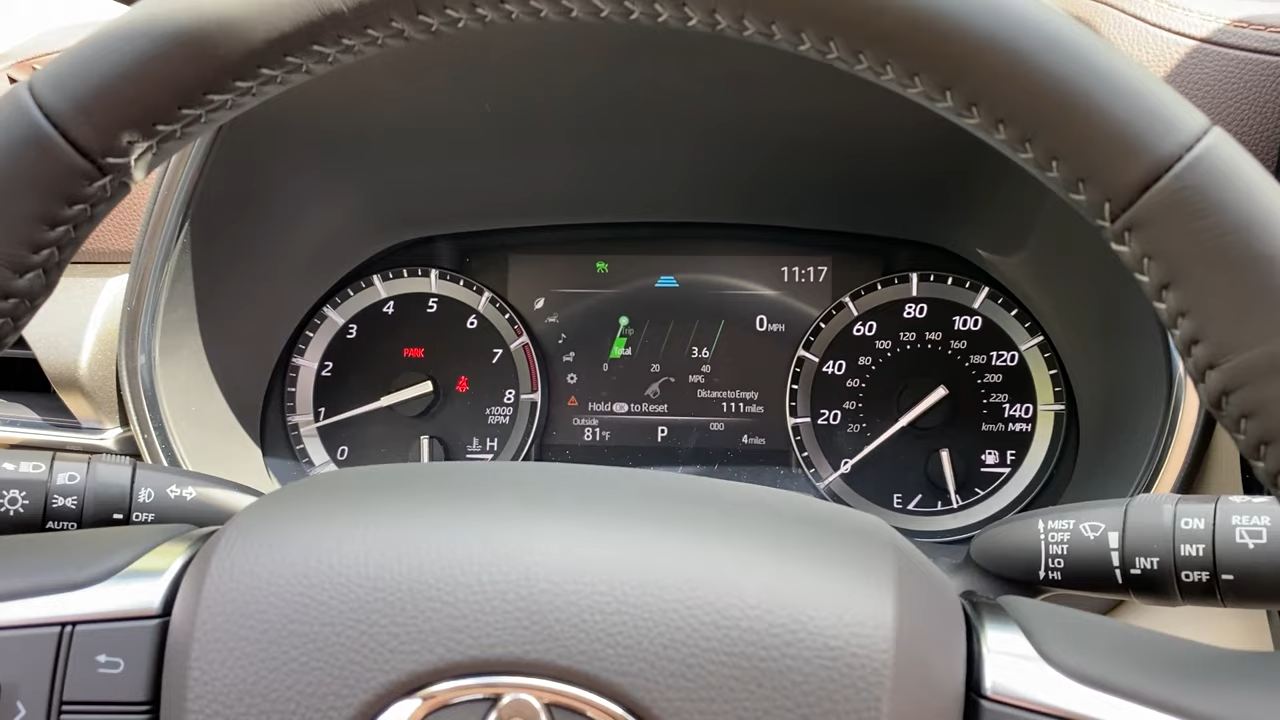 11:17
0 MPH
Trip
Total
3.6
0 20 40
MPG
Distance to Empty
Hold OK to Reset
111 miles
Outside
81°F
P
000
4 miles
0
1
2
3
4
5
6
7
8
x1000
RPM
PARK
H
0
20
40
60
80
100
120
140
20
40
60
80
100
120
140
160
180
200
220
km/h MPH
E
F
AUTO
OFF
MIST
OFF
INT
LO
HI
INT
ON
INT
OFF
REAR